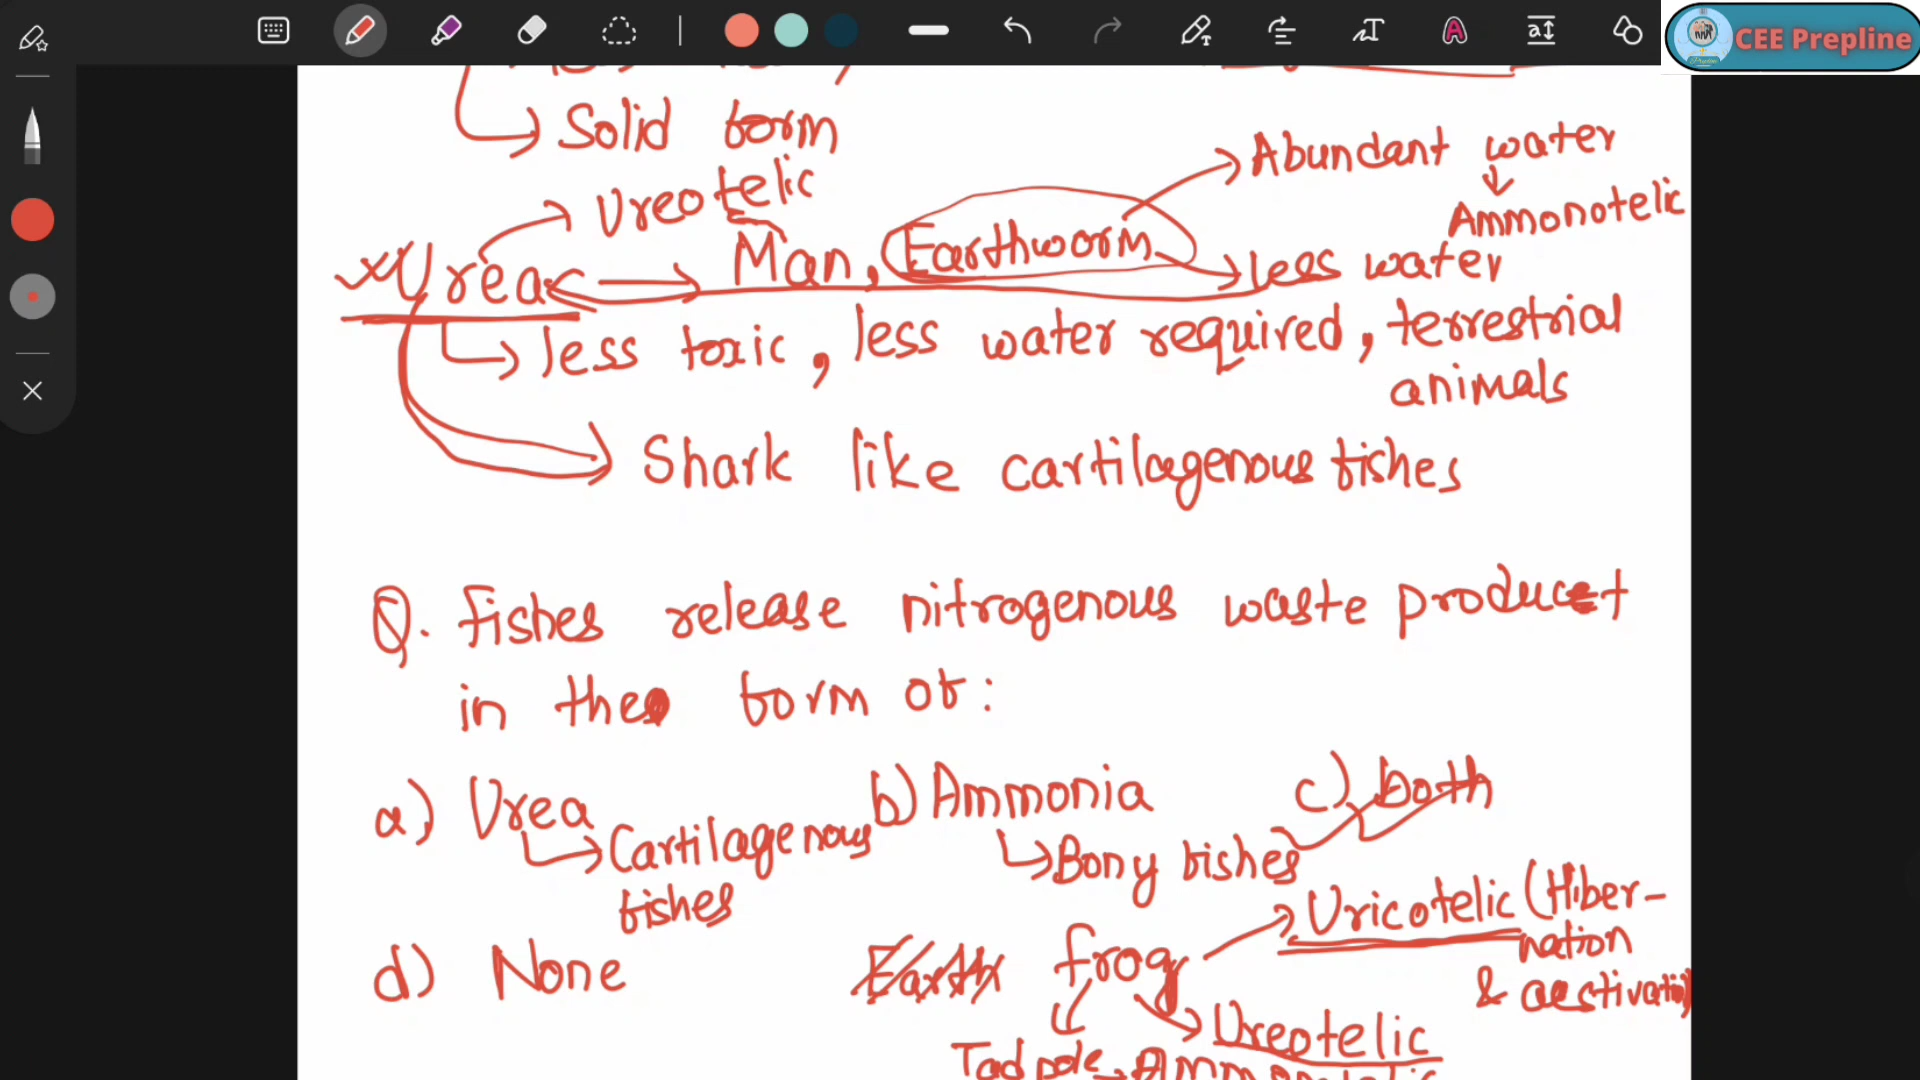 CEE Prepline
Solid form
Ureotelic
Abundant water
Ammonotelic
Urea → Man, Earthworm
less water
less toxic, less water required, terrestrial
animals
Shark like cartilagenous fishes
Q. Fishes release nitrogenous waste product
in the form of:
a) Urea b) Ammonia c) both
Cartilagenous
fishes
Bony fishes
d) None
Earth frog
Uricotelic (Hiber-
nation
& aestivation)
Ureotelic
Tadpole